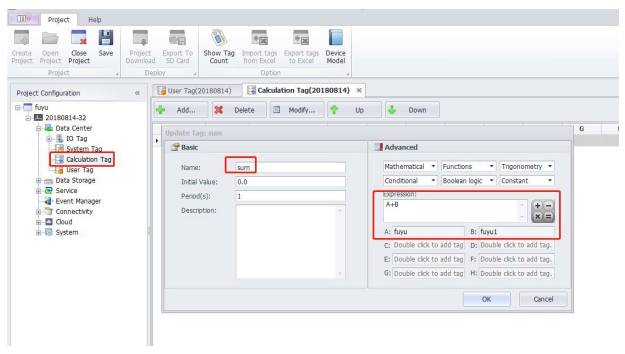 Project Help
Create Project
Open Project
Close Project
Save
Project Download
Export To SD Card
Show Tag Count
Import tags from Excel
Export tags to Excel
Device Model
Project Deploy Option
Project Configuration
User Tag(20180814) Calculation Tag(20180814)
Add... Delete Modify... Up Down
fuyu
20180814-32
Data Center
IO Tag
System Tag
Calculation Tag
User Tag
Data Storage
Service
Event Manager
Connectivity
Cloud
System
G
Update Tag: sum
Basic
Name: sum
Initial Value: 0.0
Period(s): 1
Description:
Advanced
Mathematical Functions Trigonometry
Conditional Boolean logic Constant
Expression:
A+B
A: fuyu B: fuyu1
C: Double click to add tag D: Double click to add tag.
E: Double click to add tag F: Double click to add tag.
G: Double click to add tag H: Double click to add tag.
OK Cancel